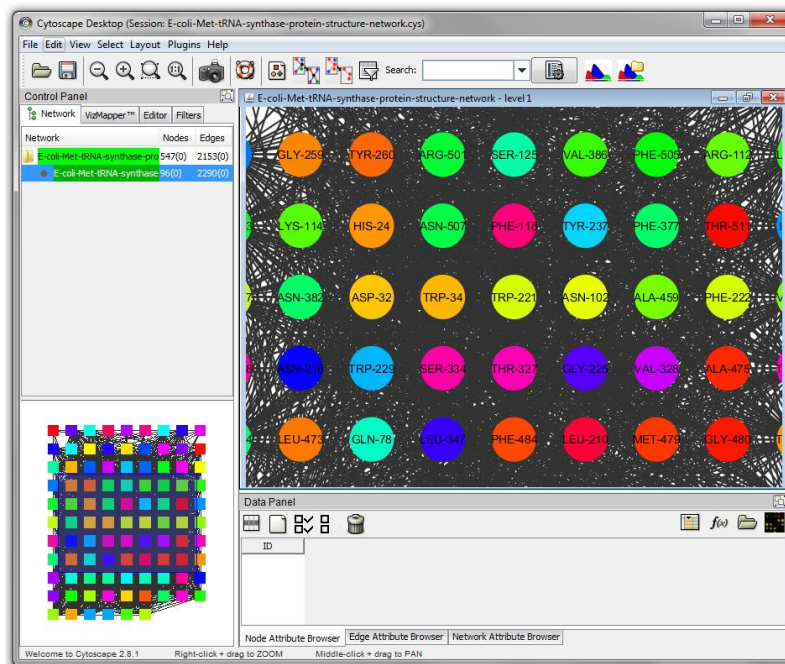 Cytoscape Desktop (Session: E-coli-Met-tRNA-synthase-protein-structure-network.cys)
File Edit View Select Layout Plugins Help
Search:
Control Panel
Network VizMapper™ Editor Filters
Network Nodes Edges
E-coli-Met-tRNA-synthase-pro 547(0) 2153(0)
E-coli-Met-tRNA-synthase 96(0) 2290(0)
E-coli-Met-tRNA-synthase-protein-structure-network - level 1
GLY-259 TYR-260 ARG-501 SER-125 VAL-386 PHE-505 ARG-112
LYS-114 HIS-24 ASN-507 PHE-118 TYR-237 PHE-377 THR-511
ASN-382 ASP-32 TRP-34 TRP-221 ASN-102 ALA-459 PHE-222
ASN-216 TRP-229 SER-334 THR-327 GLY-225 VAL-328 ALA-475
LEU-473 GLN-78 LEU-347 PHE-484 LEU-210 MET-479 GLY-480
Data Panel
f(x)
ID
Node Attribute Browser Edge Attribute Browser Network Attribute Browser
Welcome to Cytoscape 2.8.1 Right-click + drag to ZOOM Middle-click + drag to PAN